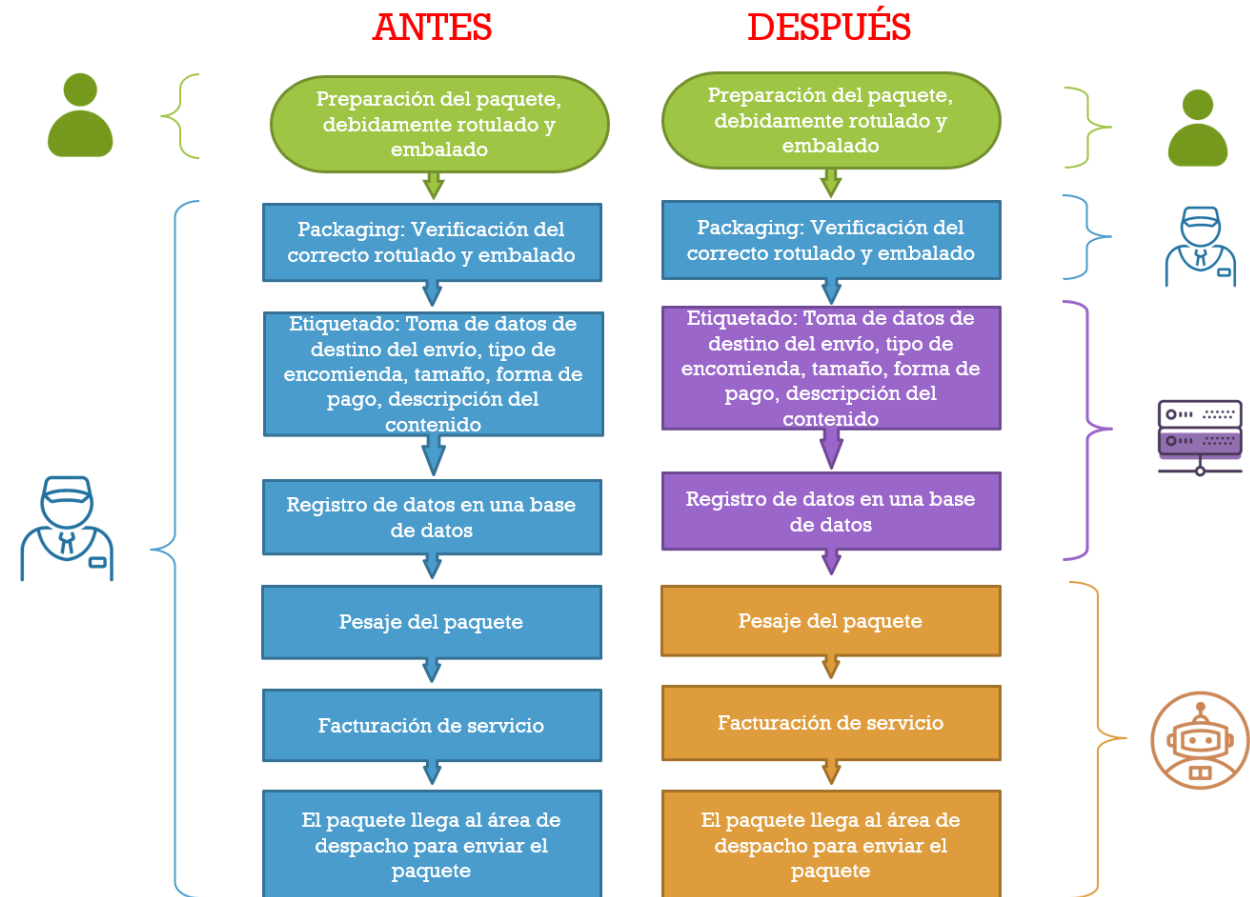 ANTES
DESPUÉS
Preparación del paquete,
debidamente rotulado y
embalado
Preparación del paquete,
debidamente rotulado y
embalado
Packaging: Verificación del
correcto rotulado y embalado
Packaging: Verificación del
correcto rotulado y embalado
Etiquetado: Toma de datos de
destino del envío, tipo de
encomienda, tamaño, forma de
pago, descripción del
contenido
Etiquetado: Toma de datos de
destino del envío, tipo de
encomienda, tamaño, forma de
pago, descripción del
contenido
Registro de datos en una base
de datos
Registro de datos en una base
de datos
Pesaje del paquete
Pesaje del paquete
Facturación de servicio
Facturación de servicio
El paquete llega al área de
despacho para enviar el
paquete
El paquete llega al área de
despacho para enviar el
paquete